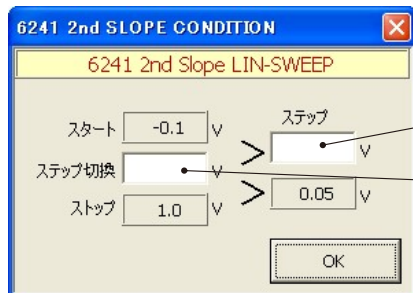 6241 2nd SLOPE CONDITION
6241 2nd Slope LIN-SWEEP
スタート -0.1 V
ステップ
> V
ステップ切換 V
> 0.05 V
ストップ 1.0 V
OK